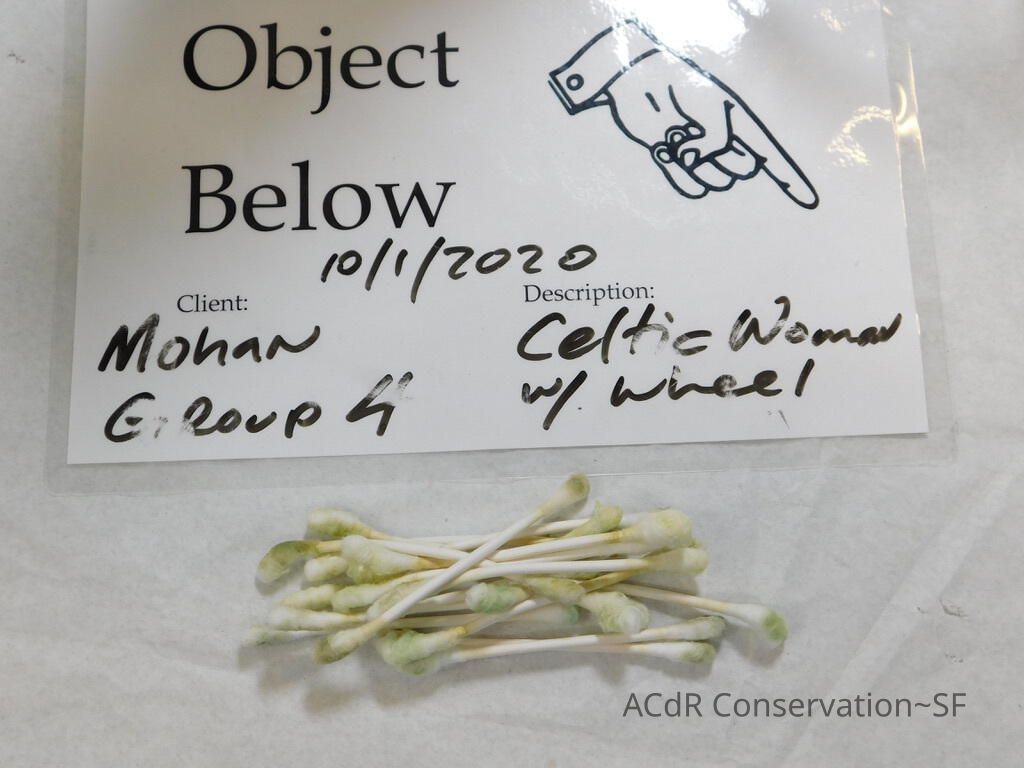 Object
Below
10/1/2020
Client:
Description:
Mohan
Celtic Woman
Group 4
w/ wheel
ACdR Conservation~SF